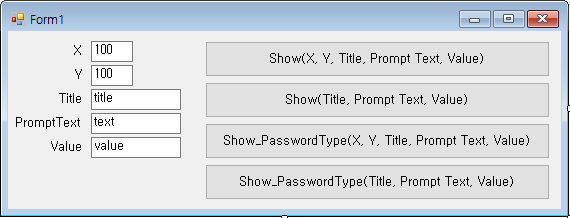 Form1
X 100
Y 100
Title title
PromptText text
Value value
Show(X, Y, Title, Prompt Text, Value)
Show(Title, Prompt Text, Value)
Show_PasswordType(X, Y, Title, Prompt Text, Value)
Show_PasswordType(Title, Prompt Text, Value)